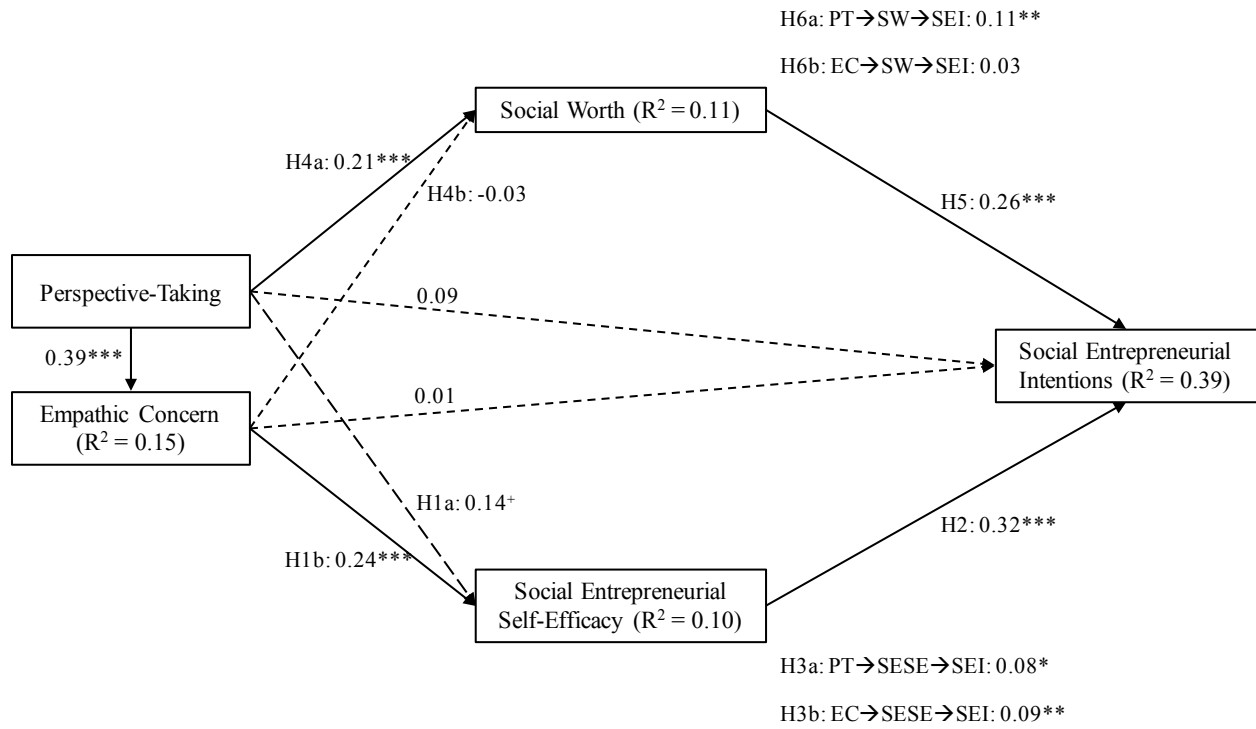 H6a: PT→SW→SEI: 0.11**
H6b: EC→SW→SEI: 0.03
Social Worth (R² = 0.11)
H4a: 0.21***
H4b: -0.03
H5: 0.26***
Perspective-Taking
0.09
0.39***
Social Entrepreneurial
Intentions (R² = 0.39)
Empathic Concern
(R² = 0.15)
0.01
H1a: 0.14⁺
H1b: 0.24***
H2: 0.32***
Social Entrepreneurial
Self-Efficacy (R² = 0.10)
H3a: PT→SESE→SEI: 0.08*
H3b: EC→SESE→SEI: 0.09**